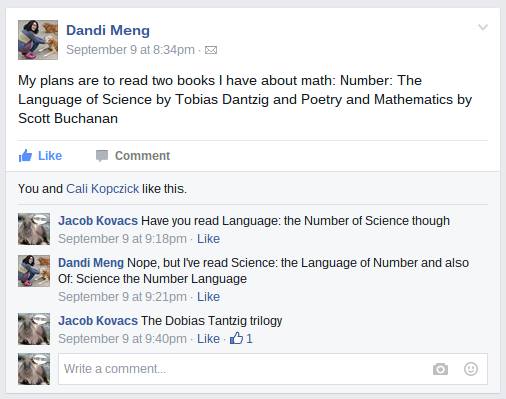 Dandi Meng
September 9 at 8:34pm ·
My plans are to read two books I have about math: Number: The
Language of Science by Tobias Dantzig and Poetry and Mathematics by
Scott Buchanan
Like Comment
You and Cali Kopczick like this.
Jacob Kovacs Have you read Language: the Number of Science though
September 9 at 9:18pm · Like
Dandi Meng Nope, but I've read Science: the Language of Number and also
Of: Science the Number Language
September 9 at 9:21pm · Like
Jacob Kovacs The Dobias Tantzig trilogy
September 9 at 9:40pm · Like · 1
Write a comment...